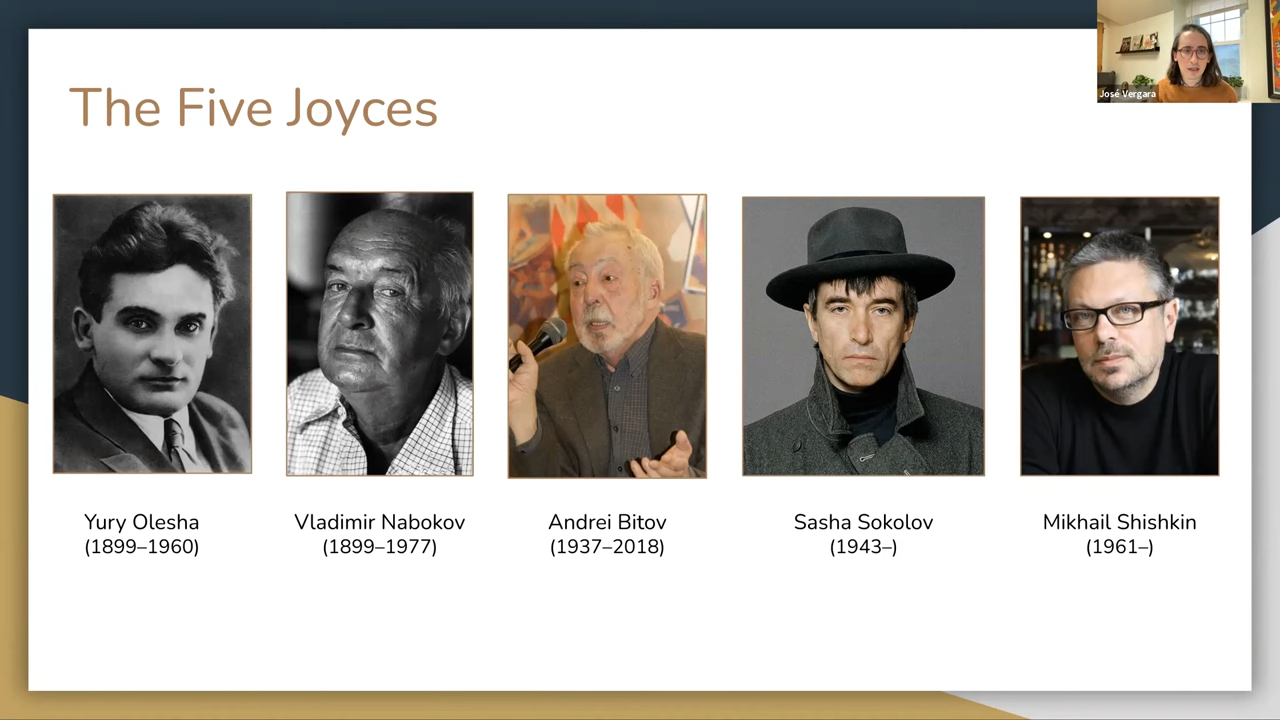 The Five Joyces
José Vergara
Yury Olesha
(1899–1960)
Vladimir Nabokov
(1899–1977)
Andrei Bitov
(1937–2018)
Sasha Sokolov
(1943–)
Mikhail Shishkin
(1961–)